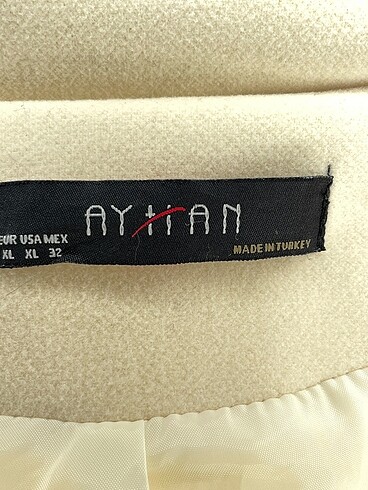 AYHAN
EUR USA MEX
XL XL 32
MADE IN TURKEY